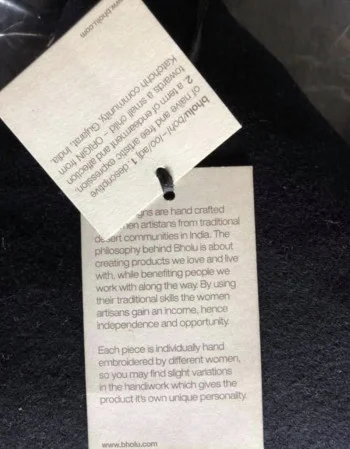 www.bholu.com
bholu/boh/ – loo/adj. 1. descriptive
of naive and free artistic expression.
2. a term of endearment and affection
towards a small child – ORIGIN from
Katchchh community, Gujarat, India.
are hand crafted
artistans from traditional
desert communities in India. The
philosophy behind Bholu is about
creating products we love and live
with, while benefiting people we
work with along the way. By using
their traditional skills the women
artisans gain an income, hence
independence and opportunity.
Each piece is individually hand
embroidered by different women,
so you may find slight variations
in the handiwork which gives the
product it's own unique personality.
www.bholu.com